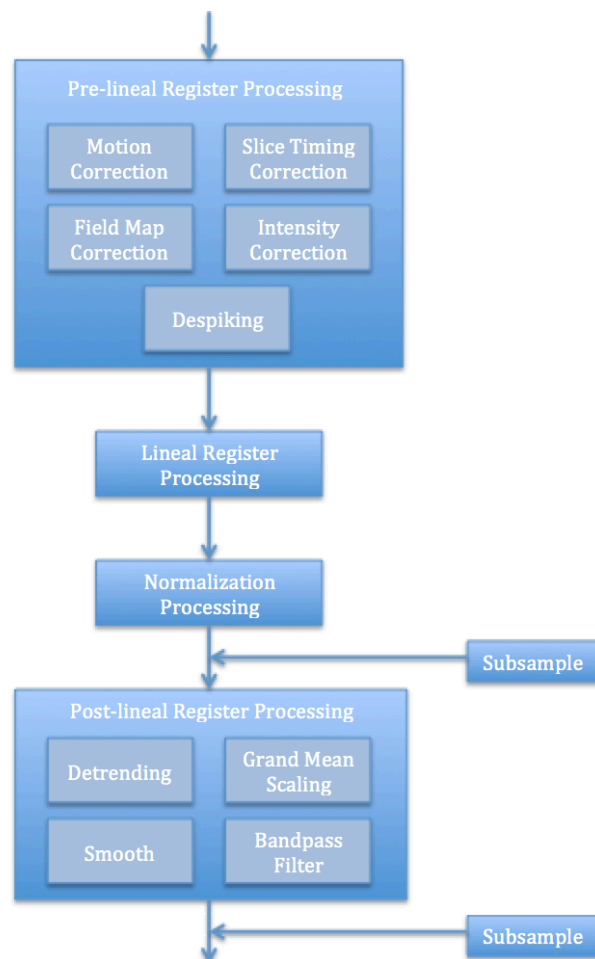 Pre-lineal Register Processing
Motion
Correction
Slice Timing
Correction
Field Map
Correction
Intensity
Correction
Despiking
Lineal Register
Processing
Normalization
Processing
Subsample
Post-lineal Register Processing
Detrending
Grand Mean
Scaling
Smooth
Bandpass
Filter
Subsample